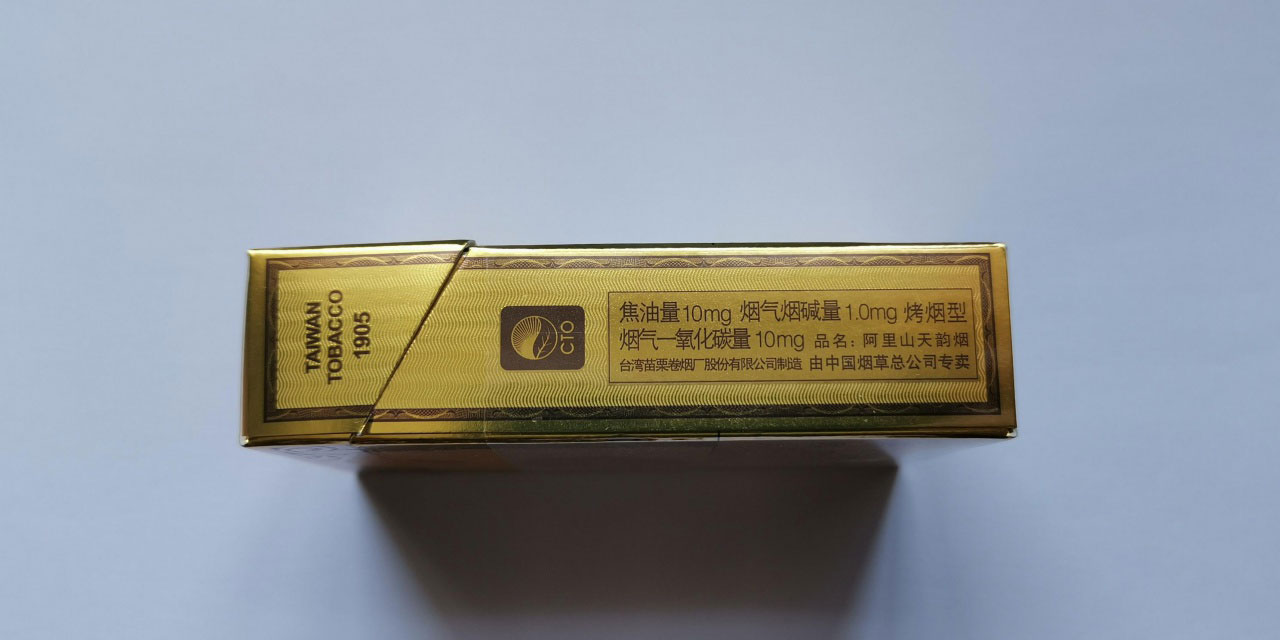 TAIWAN
TOBACCO
1905
CTO
焦油量10mg 烟气烟碱量1.0mg 烤烟型
烟气一氧化碳量10mg 品名：阿里山天韵烟
台湾苗栗卷烟厂股份有限公司制造 由中国烟草总公司专卖